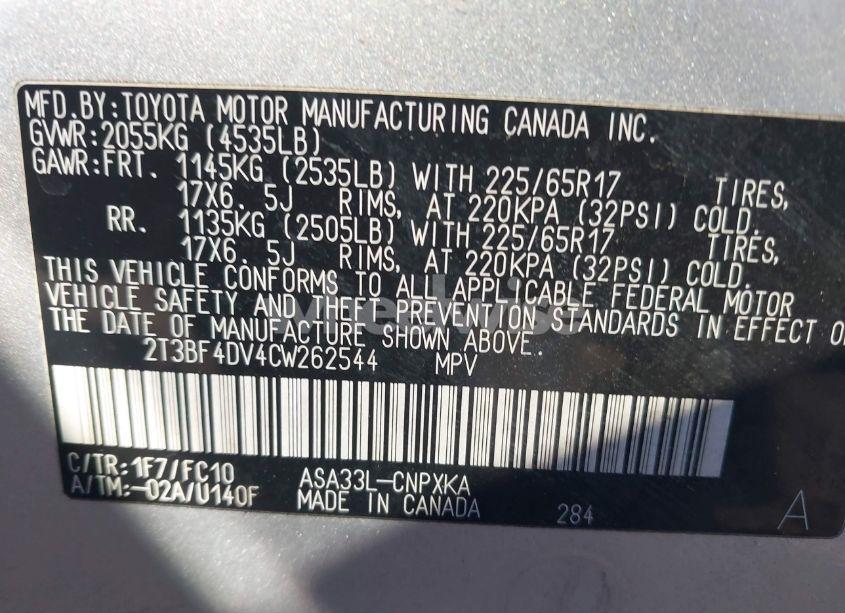 MFD.BY:TOYOTA MOTOR MANUFACTURING CANADA INC.
GVWR:2055KG (4535LB)
GAWR:FRT. 1145KG (2535LB) WITH 225/65R17 TIRES,
17X6. 5J RIMS, AT 220KPA (32PSI) COLD.
RR. 1135KG (2505LB) WITH 225/65R17 TIRES,
17X6. 5J RIMS, AT 220KPA (32PSI) COLD.
THIS VEHICLE CONFORMS TO ALL APPLICABLE FEDERAL MOTOR
VEHICLE SAFETY AND THEFT PREVENTION STANDARDS IN EFFECT O
THE DATE OF MANUFACTURE SHOWN ABOVE.
2T3BF4DV4CW262544 MPV
C/TR:1F7/FC10 ASA33L-CNPXKA
A/TM:-02A/U140F MADE IN CANADA 284 A